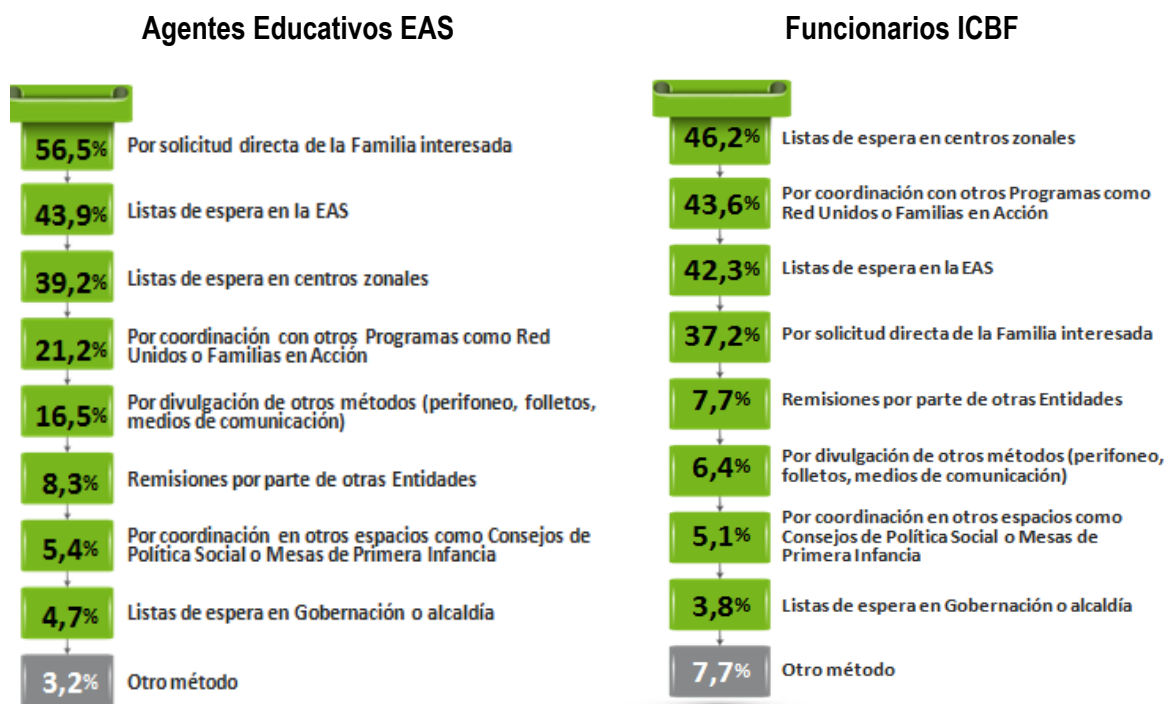 Agentes Educativos EAS
56,5%
Por solicitud directa de la Familia interesada
43,9%
Listas de espera en la EAS
39,2%
Listas de espera en centros zonales
21,2%
Por coordinación con otros Programas como Red
Unidos o Familias en Acción
16,5%
Por divulgación de otros métodos (perifoneo, folletos,
medios de comunicación)
8,3%
Remisiones por parte de otras Entidades
5,4%
Por coordinación en otros espacios como Consejos de
Política Social o Mesas de Primera Infancia
4,7%
Listas de espera en Gobernación o alcaldía
3,2%
Otro método
Funcionarios ICBF
46,2%
Listas de espera en centros zonales
43,6%
Por coordinación con otros Programas como
Red Unidos o Familias en Acción
42,3%
Listas de espera en la EAS
37,2%
Por solicitud directa de la Familia interesada
7,7%
Remisiones por parte de otras Entidades
6,4%
Por divulgación de otros métodos (perifoneo,
folletos, medios de comunicación)
5,1%
Por coordinación en otros espacios como
Consejos de Política Social o Mesas de
Primera Infancia
3,8%
Listas de espera en Gobernación o alcaldía
7,7%
Otro método